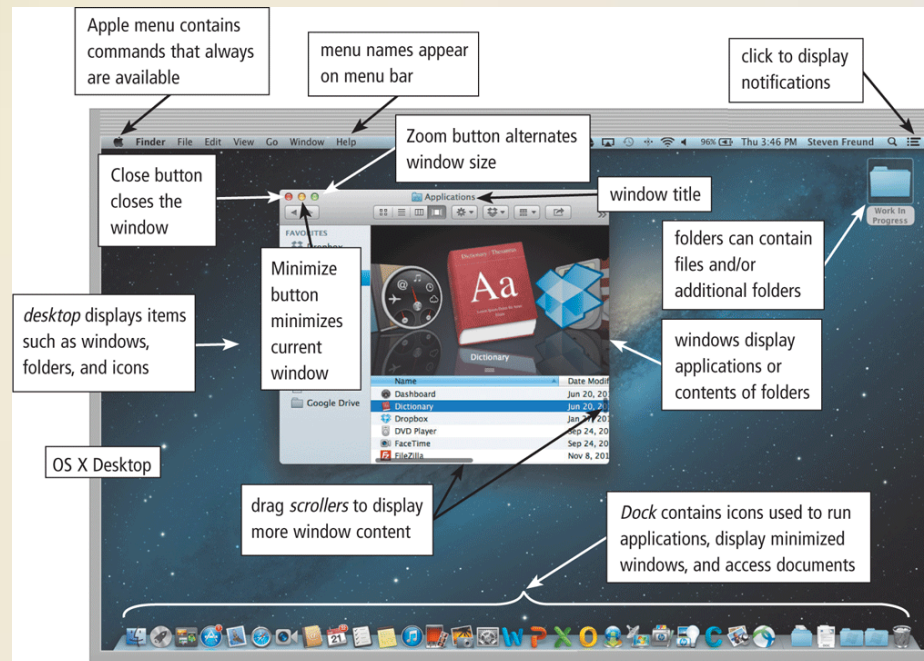 Apple menu contains
commands that always
are available
menu names appear
on menu bar
click to display
notifications
Finder File Edit View Go Window Help
96% Thu 3:46 PM Steven Freund
Zoom button alternates
window size
Close button
closes the
window
Applications
window title
Work In
Progress
FAVORITES
Dropbox
Minimize
button
minimizes
current
window
folders can contain
files and/or
additional folders
desktop displays items
such as windows,
folders, and icons
Dictionary
Aa
Dictionary
windows display
applications or
contents of folders
Name Date Modif
Dashboard Jun 20, 20
Google Drive
Dictionary Jun 20, 20
Dropbox Jan 27, 20
DVD Player Sep 24, 20
FaceTime Sep 24, 20
FileZilla Nov 8, 201
OS X Desktop
drag scrollers to display
more window content
Dock contains icons used to run
applications, display minimized
windows, and access documents
21
W P X O
C